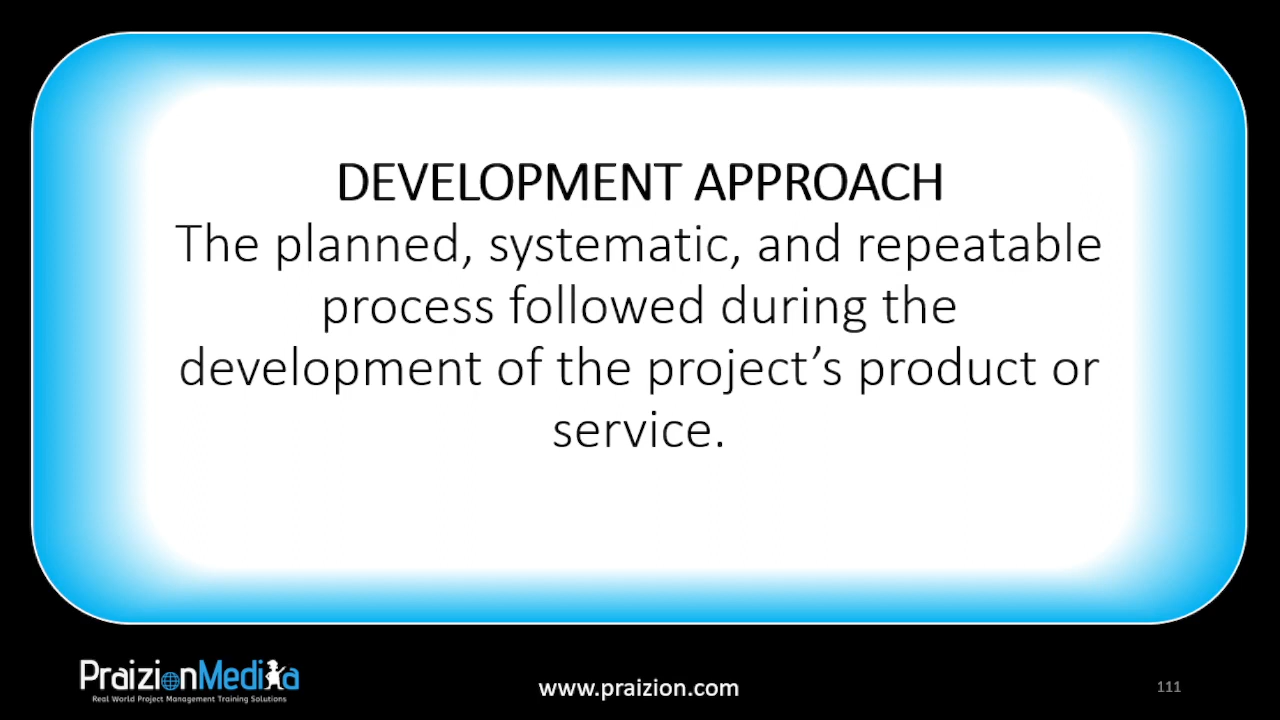 DEVELOPMENT APPROACH
The planned, systematic, and repeatable
process followed during the
development of the project’s product or
service.
PraizionMedia
Real World Project Management Training Solutions
www.praizion.com
111